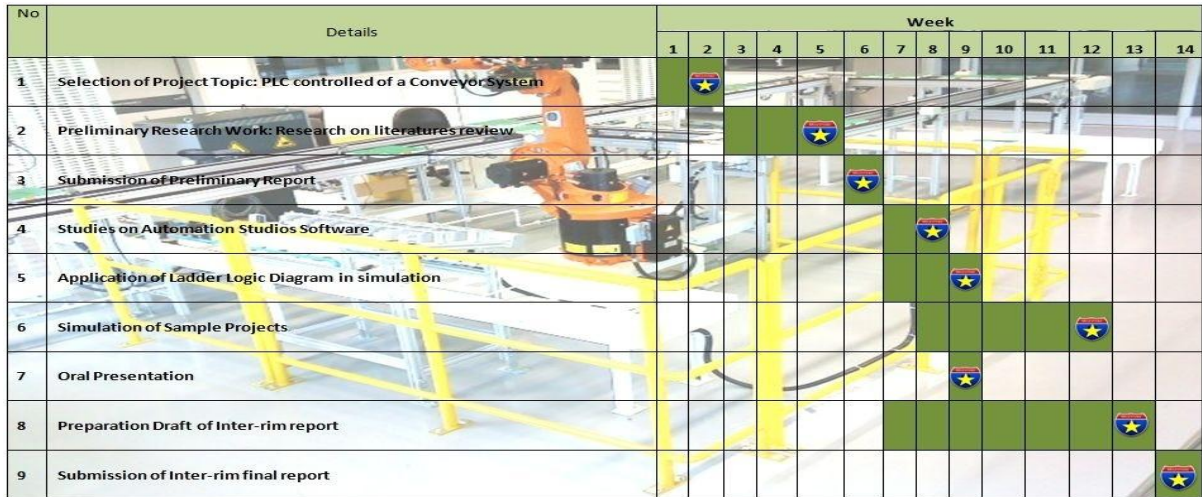 No Details Week
1 2 3 4 5 6 7 8 9 10 11 12 13 14
1 Selection of Project Topic: PLC controlled of a Conveyor System
2 Preliminary Research Work: Research on literatures review
3 Submission of Preliminary Report
4 Studies on Automation Studios Software
5 Application of Ladder Logic Diagram in simulation
6 Simulation of Sample Projects
7 Oral Presentation
8 Preparation Draft of Inter-rim report
9 Submission of Inter-rim final report